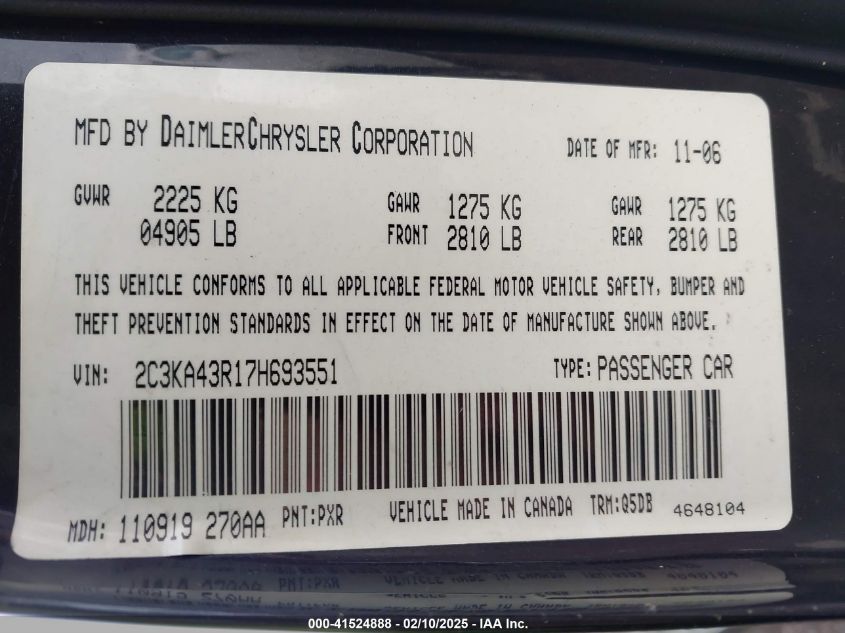 MFD BY DAIMLERCHRYSLER CORPORATION DATE OF MFR: 11-06
GVWR 2225 KG GAWR 1275 KG GAWR 1275 KG
04905 LB FRONT 2810 LB REAR 2810 LB
THIS VEHICLE CONFORMS TO ALL APPLICABLE FEDERAL MOTOR VEHICLE SAFETY, BUMPER AND
THEFT PREVENTION STANDARDS IN EFFECT ON THE DATE OF MANUFACTURE SHOWN ABOVE.
VIN: 2C3KA43R17H693551 TYPE: PASSENGER CAR
MDH: 110919 270AA PNT:PXR VEHICLE MADE IN CANADA TRM:Q5DB 4648104
000-41524888 - 02/10/2025 - IAA Inc.